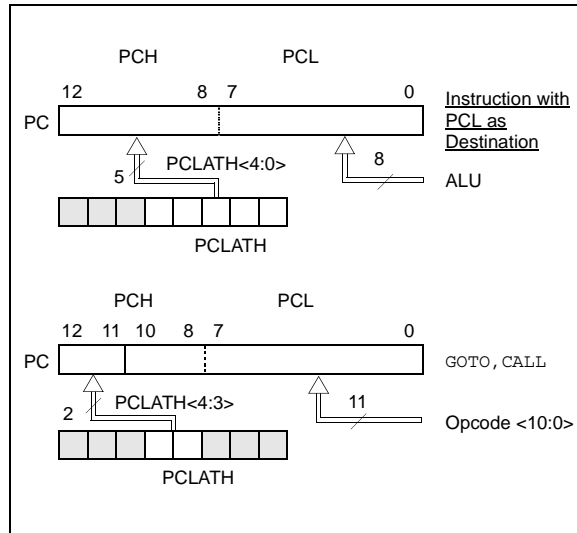 PCH PCL
12 8 7 0
PC
Instruction with
PCL as
Destination
5 PCLATH<4:0> 8
ALU
PCLATH
PCH PCL
12 11 10 8 7 0
PC GOTO, CALL
2 PCLATH<4:3> 11
Opcode <10:0>
PCLATH